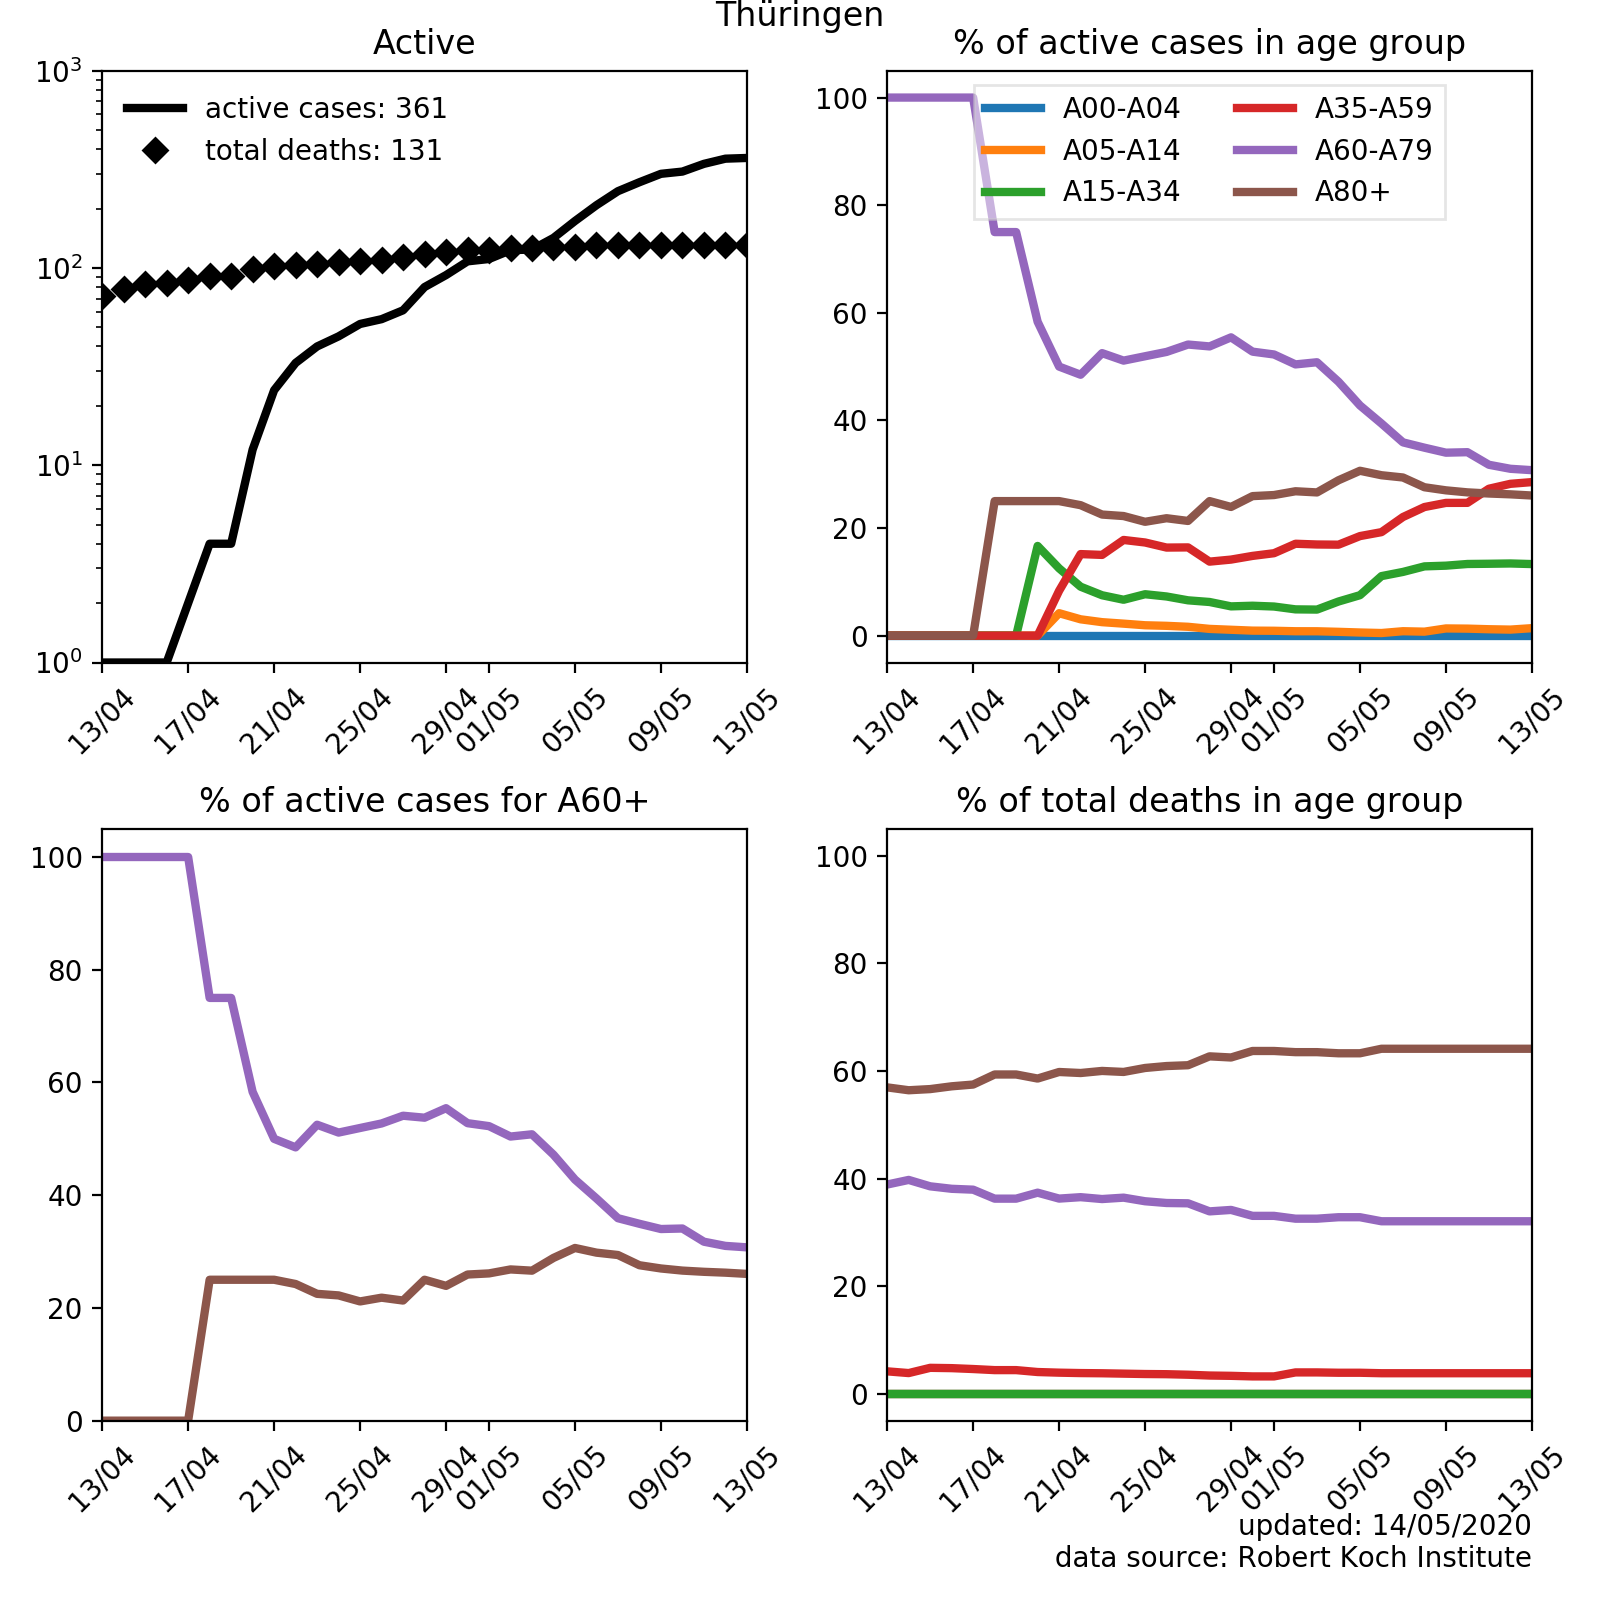 Thüringen
Active
10³
10²
10¹
10⁰
active cases: 361
total deaths: 131
13/04 17/04 21/04 25/04 29/04 01/05 05/05 09/05 13/05
% of active cases in age group
100
80
60
40
20
0
A00-A04 A35-A59
A05-A14 A60-A79
A15-A34 A80+
13/04 17/04 21/04 25/04 29/04 01/05 05/05 09/05 13/05
% of active cases for A60+
100
80
60
40
20
0
13/04 17/04 21/04 25/04 29/04 01/05 05/05 09/05 13/05
% of total deaths in age group
100
80
60
40
20
0
13/04 17/04 21/04 25/04 29/04 01/05 05/05 09/05 13/05
updated: 14/05/2020
data source: Robert Koch Institute